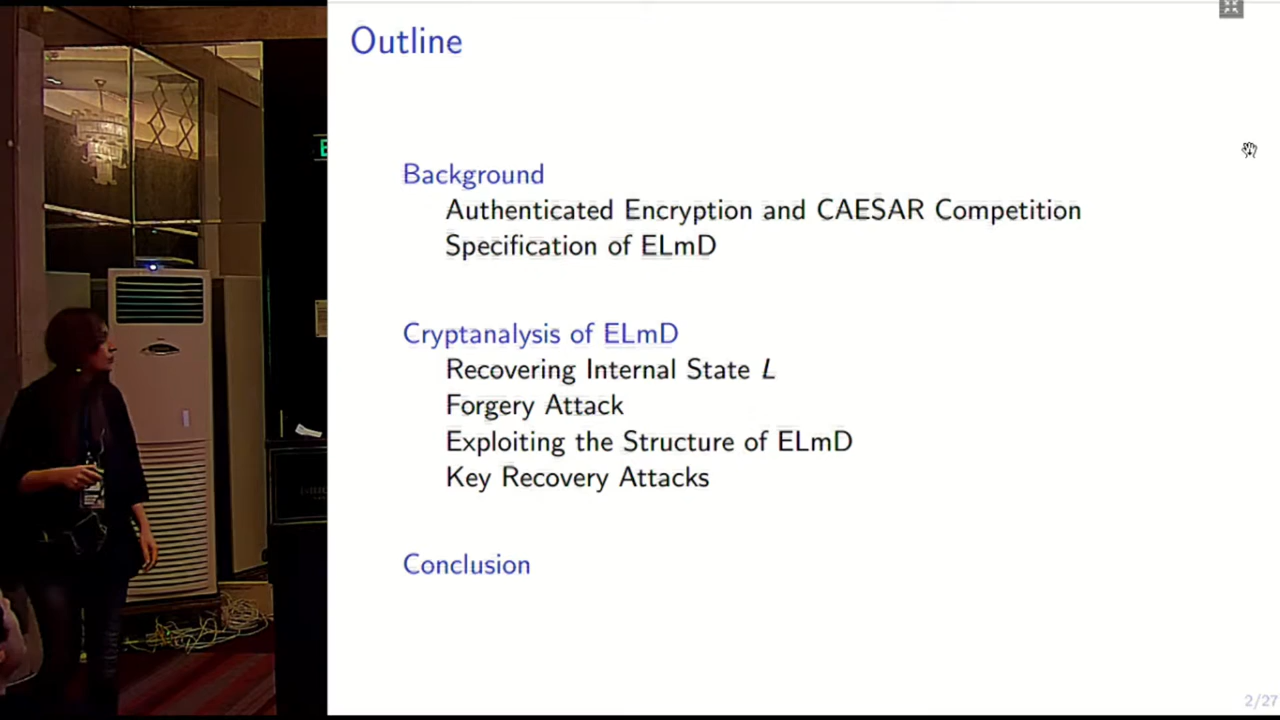 Outline
Background
Authenticated Encryption and CAESAR Competition
Specification of ELmD
Cryptanalysis of ELmD
Recovering Internal State L
Forgery Attack
Exploiting the Structure of ELmD
Key Recovery Attacks
Conclusion
2/27